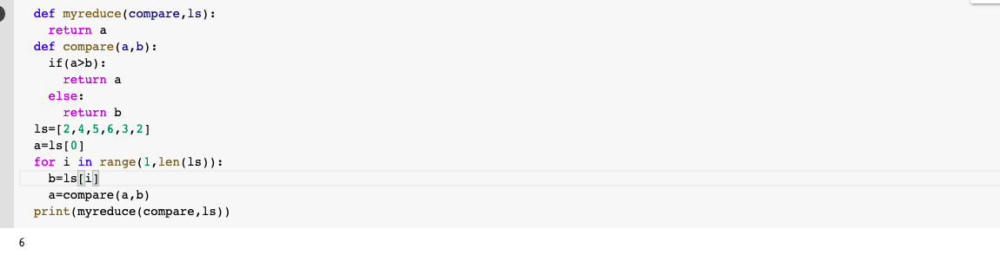 def myreduce(compare,ls):
  return a
def compare(a,b):
  if(a>b):
    return a
  else:
    return b
ls=[2,4,5,6,3,2]
a=ls[0]
for i in range(1,len(ls)):
  b=ls[i]
  a=compare(a,b)
print(myreduce(compare,ls))
6